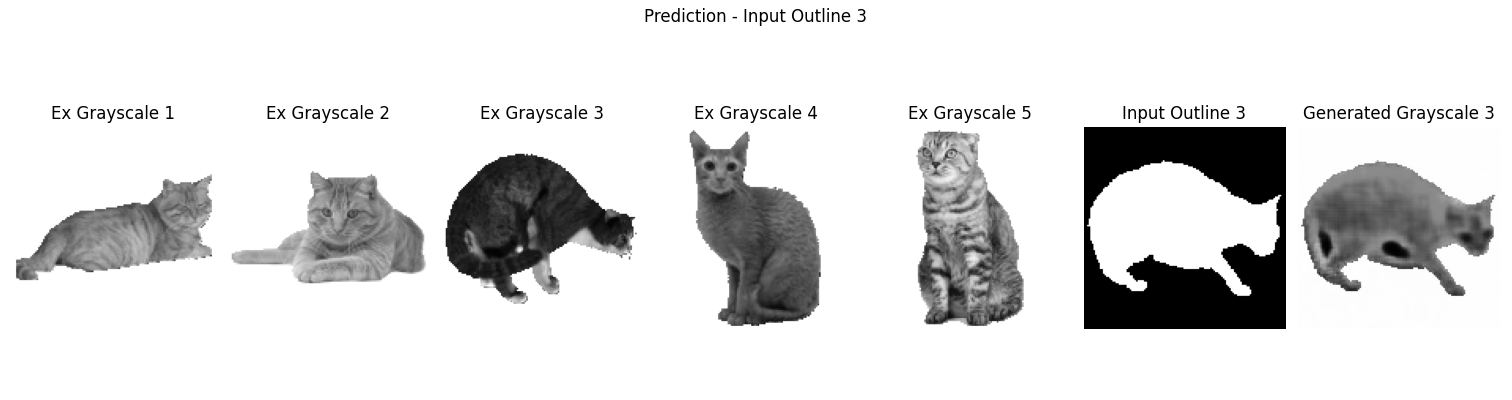 Prediction - Input Outline 3
Ex Grayscale 1
Ex Grayscale 2
Ex Grayscale 3
Ex Grayscale 4
Ex Grayscale 5
Input Outline 3
Generated Grayscale 3